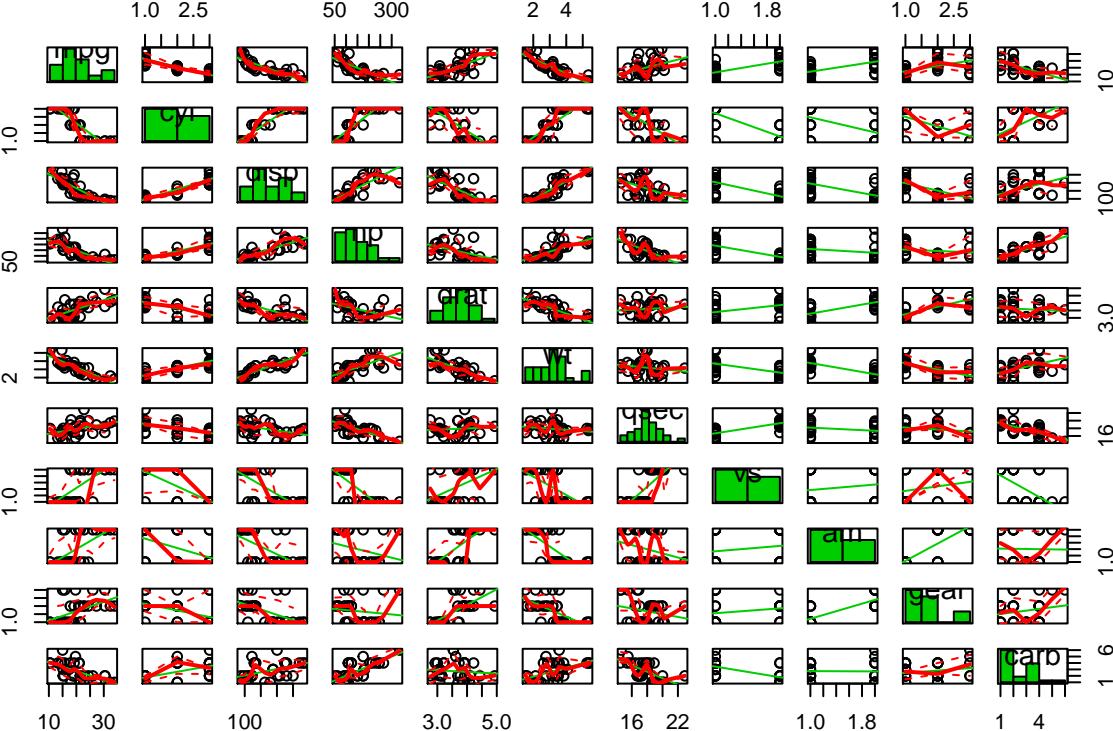 1.0 2.5 50 300 2 4 1.0 1.8 1.0 2.5
mpg 10
1.0 cyl
disp 100
50 hp
drat 3.0
2 wt
qsec 16
1.0 vs
am 1.0
1.0 gear
carb 1 6
10 30 100 3.0 5.0 16 22 1.0 1.8 1 4